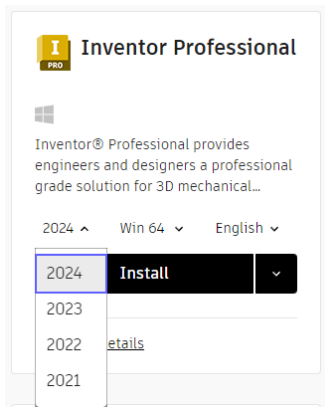 I
PRO
Inventor Professional
Inventor® Professional provides
engineers and designers a professional
grade solution for 3D mechanical...
2024 Win 64 English
2024 Install
2023
2022 etails
2021